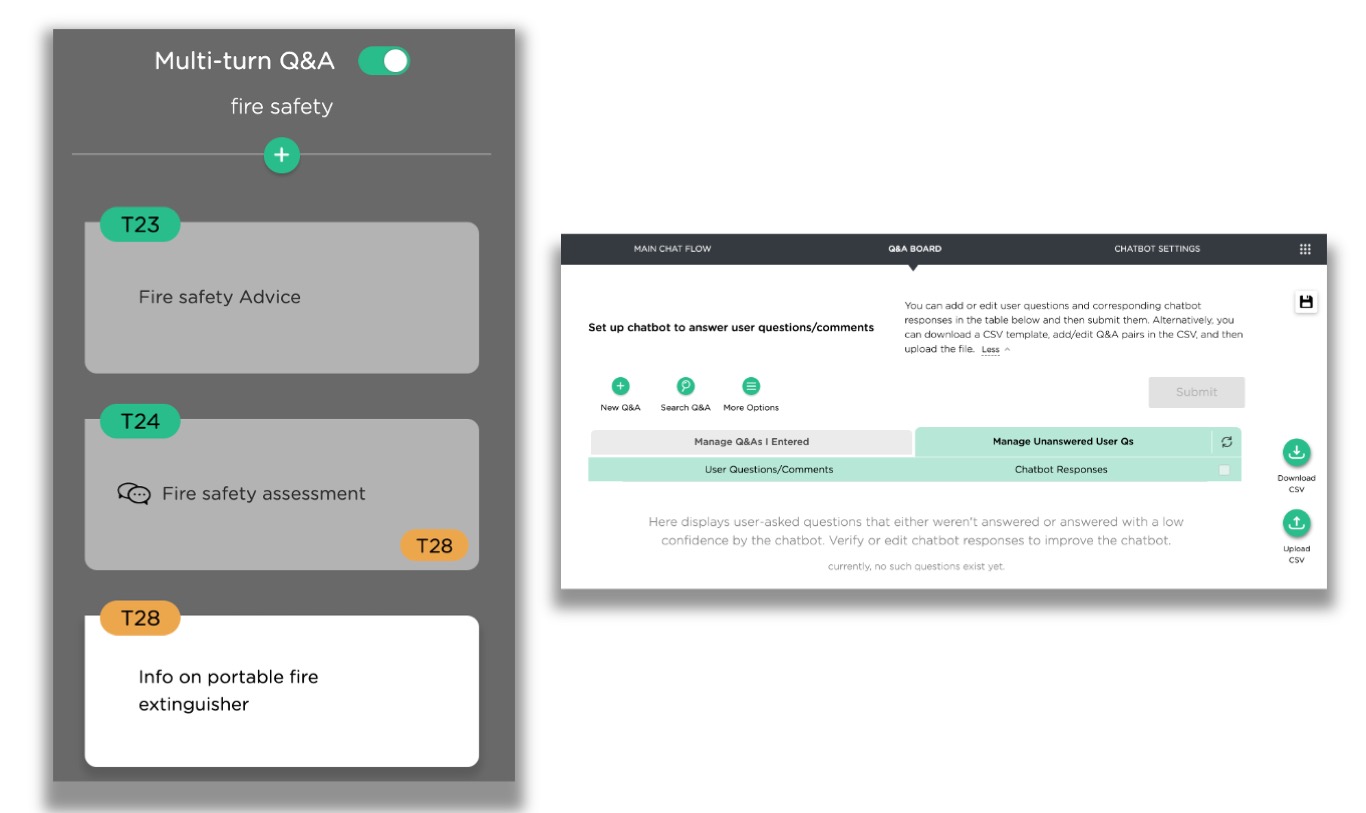 Multi-turn Q&A
fire safety
T23
Fire safety Advice
T24
Fire safety assessment
T28
T28
Info on portable fire
extinguisher
MAIN CHAT FLOW
Q&A BOARD
CHATBOT SETTINGS
Set up chatbot to answer user questions/comments
You can add or edit user questions and corresponding chatbot
responses in the table below and then submit them. Alternatively, you
can download a CSV template, add/edit Q&A pairs in the CSV, and then
upload the file. Less
New Q&A
Search Q&A
More Options
Submit
Manage Q&As I Entered
Manage Unanswered User Qs
User Questions/Comments
Chatbot Responses
Download
CSV
Here displays user-asked questions that either weren't answered or answered with a low
confidence by the chatbot. Verify or edit chatbot responses to improve the chatbot.
currently, no such questions exist yet.
Upload
CSV